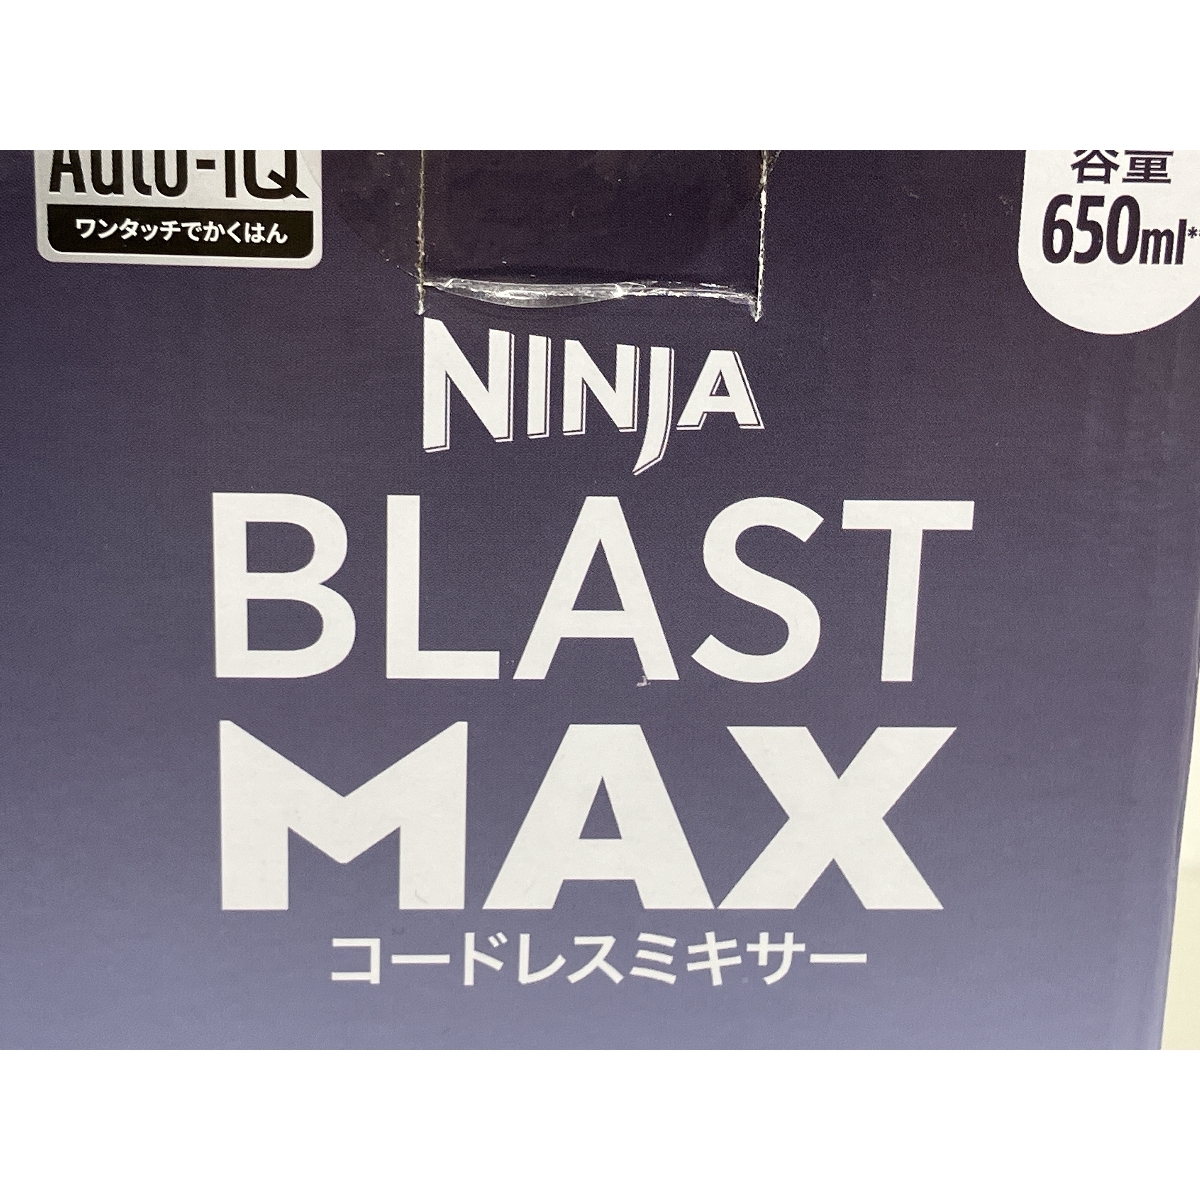 Auto-iQ
ワンタッチでかくはん
容量
650ml**
NINJA
BLAST
MAX
コードレスミキサー